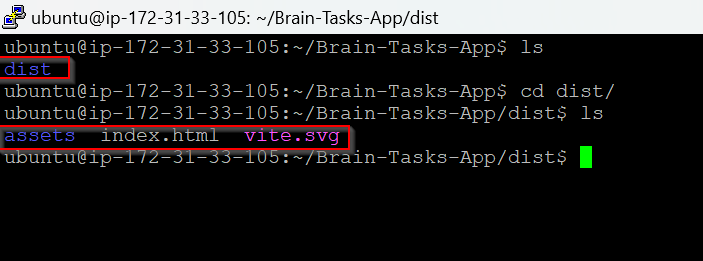 ubuntu@ip-172-31-33-105: ~/Brain-Tasks-App/dist
ubuntu@ip-172-31-33-105:~/Brain-Tasks-App$ ls
dist
ubuntu@ip-172-31-33-105:~/Brain-Tasks-App$ cd dist/
ubuntu@ip-172-31-33-105:~/Brain-Tasks-App/dist$ ls
assets  index.html  vite.svg
ubuntu@ip-172-31-33-105:~/Brain-Tasks-App/dist$